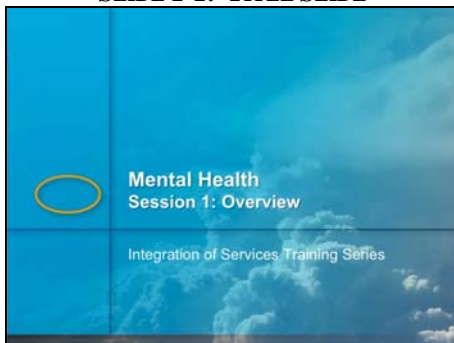 Mental Health
Session 1: Overview
Integration of Services Training Series